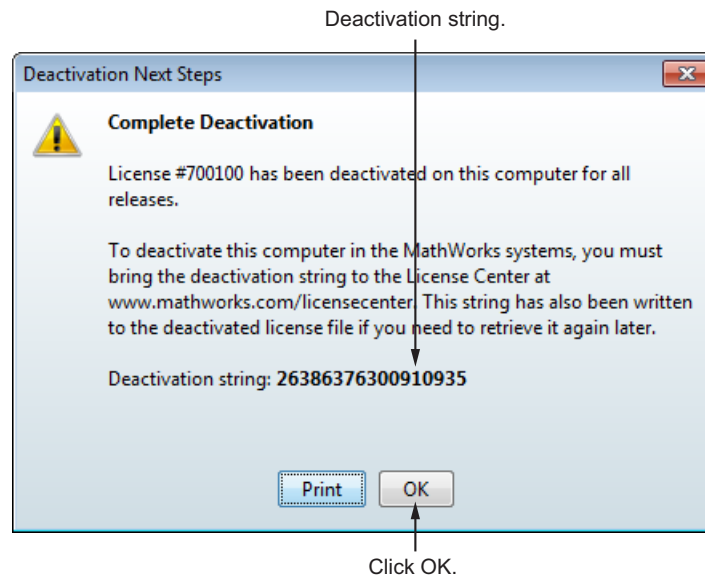 Deactivation string.
Deactivation Next Steps
Complete Deactivation
License #700100 has been deactivated on this computer for all
releases.
To deactivate this computer in the MathWorks systems, you must
bring the deactivation string to the License Center at
www.mathworks.com/licensecenter. This string has also been written
to the deactivated license file if you need to retrieve it again later.
Deactivation string: 26386376300910935
Print OK
Click OK.